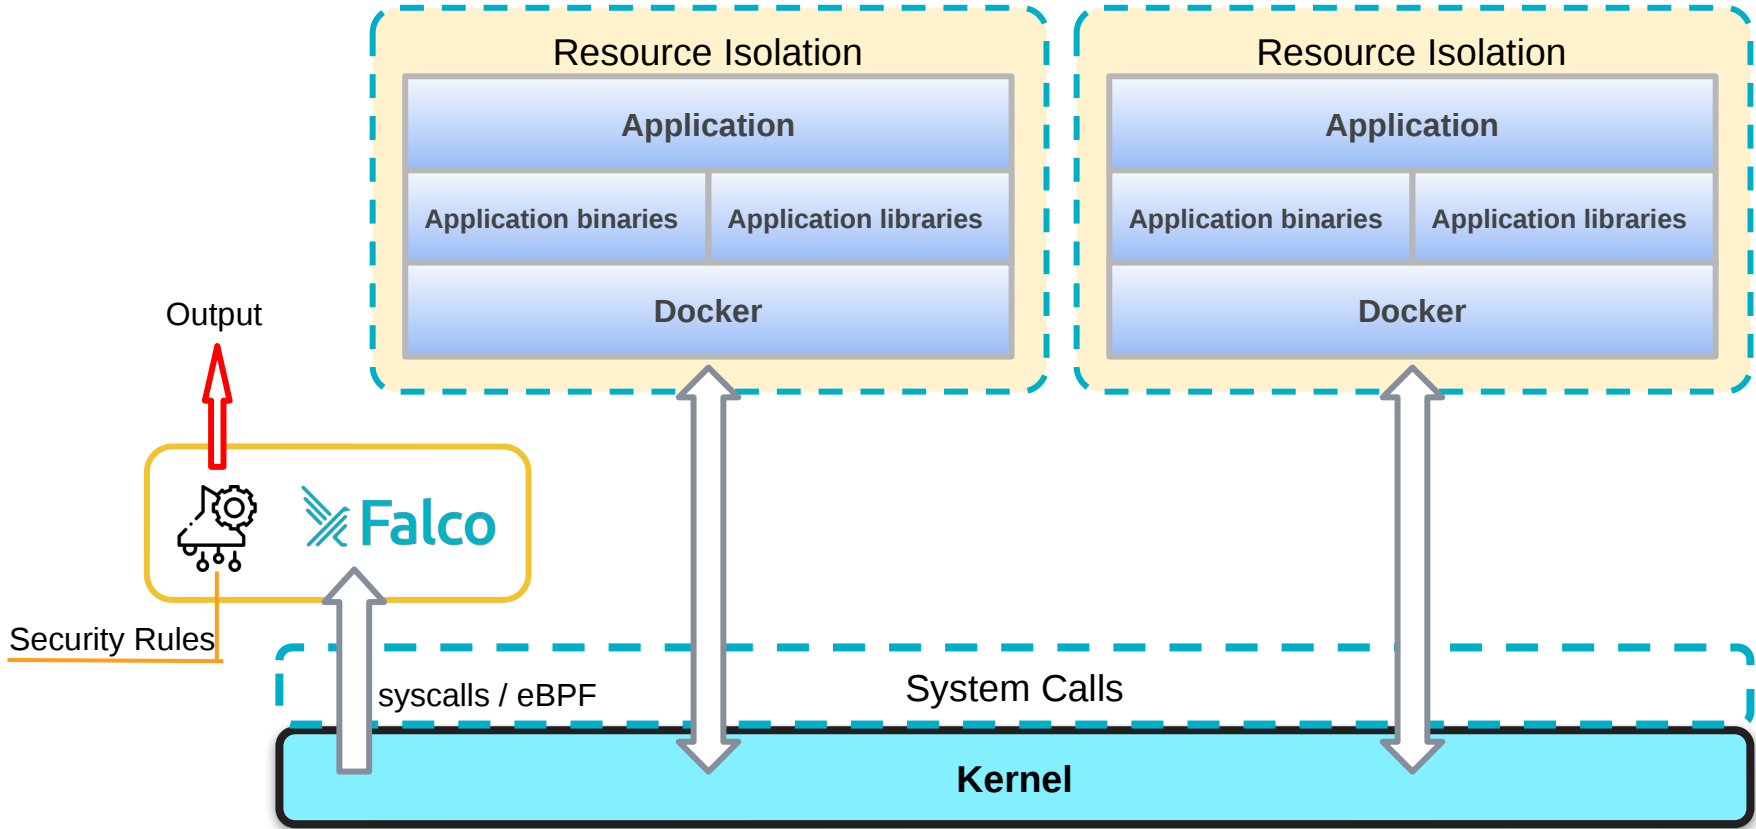 Resource Isolation
Application
Application binaries
Application libraries
Docker
Resource Isolation
Application
Application binaries
Application libraries
Docker
Output
Falco
Security Rules
syscalls / eBPF
System Calls
Kernel